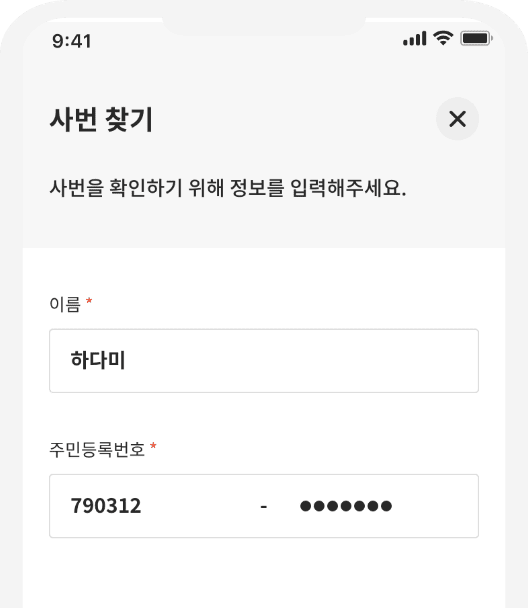 9:41
사번 찾기
사번을 확인하기 위해 정보를 입력해주세요.
이름 *
하다미
주민등록번호 *
790312 - ●●●●●●●